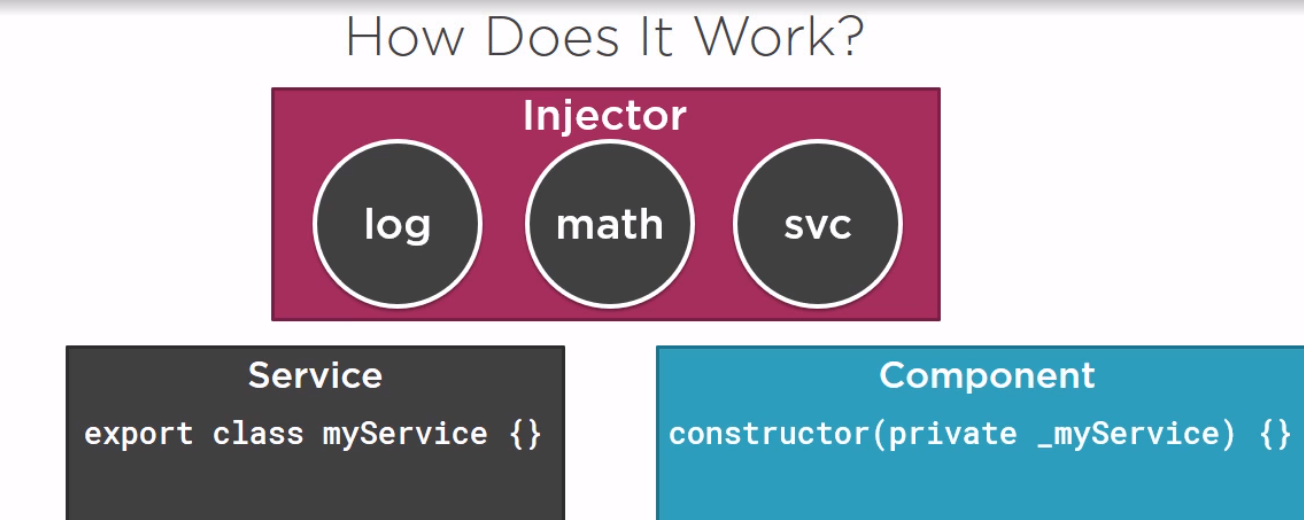 How Does It Work?
Injector
log math svc
Service
export class myService {}
Component
constructor(private _myService) {}